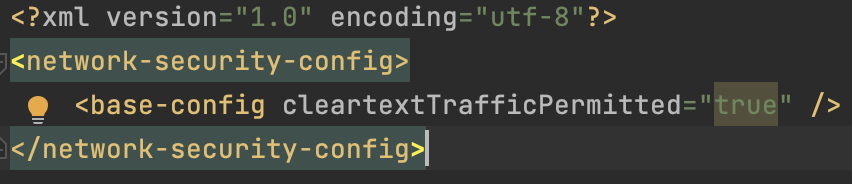 <?xml version="1.0" encoding="utf-8"?>
<network-security-config>
<base-config cleartextTrafficPermitted="true" />
</network-security-config>